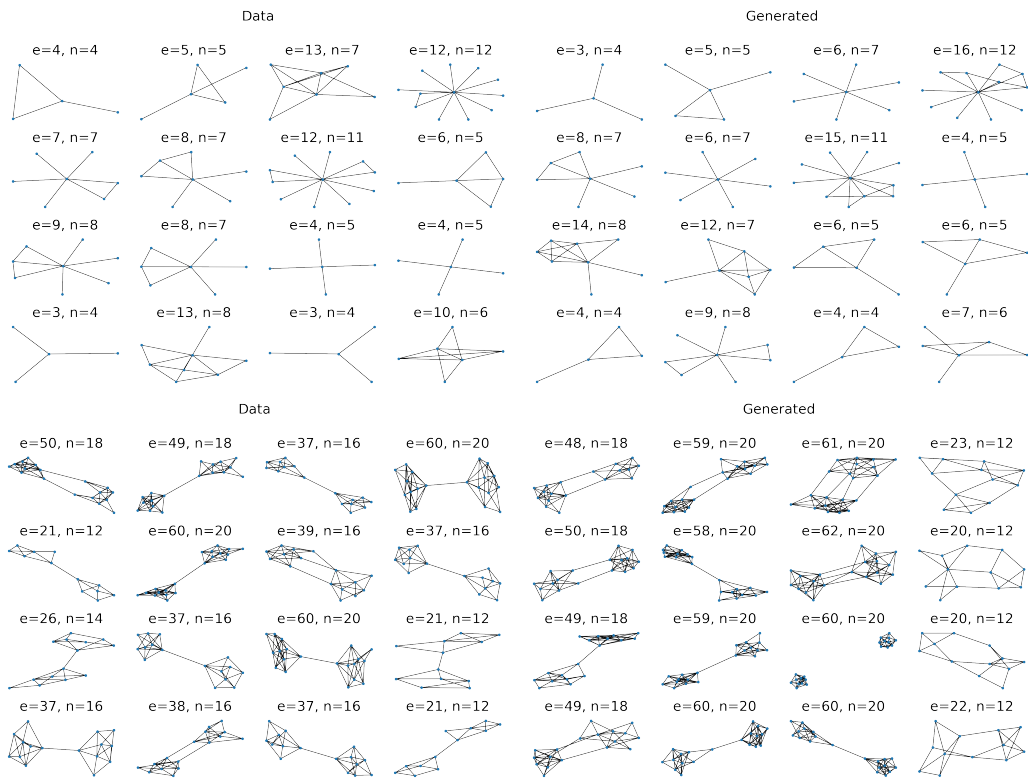 Data Generated
e=4, n=4 e=5, n=5 e=13, n=7 e=12, n=12 e=3, n=4 e=5, n=5 e=6, n=7 e=16, n=12
e=7, n=7 e=8, n=7 e=12, n=11 e=6, n=5 e=8, n=7 e=6, n=7 e=15, n=11 e=4, n=5
e=9, n=8 e=8, n=7 e=4, n=5 e=4, n=5 e=14, n=8 e=12, n=7 e=6, n=5 e=6, n=5
e=3, n=4 e=13, n=8 e=3, n=4 e=10, n=6 e=4, n=4 e=9, n=8 e=4, n=4 e=7, n=6
Data Generated
e=50, n=18 e=49, n=18 e=37, n=16 e=60, n=20 e=48, n=18 e=59, n=20 e=61, n=20 e=23, n=12
e=21, n=12 e=60, n=20 e=39, n=16 e=37, n=16 e=50, n=18 e=58, n=20 e=62, n=20 e=20, n=12
e=26, n=14 e=37, n=16 e=60, n=20 e=21, n=12 e=49, n=18 e=59, n=20 e=60, n=20 e=20, n=12
e=37, n=16 e=38, n=16 e=37, n=16 e=21, n=12 e=49, n=18 e=60, n=20 e=60, n=20 e=22, n=12